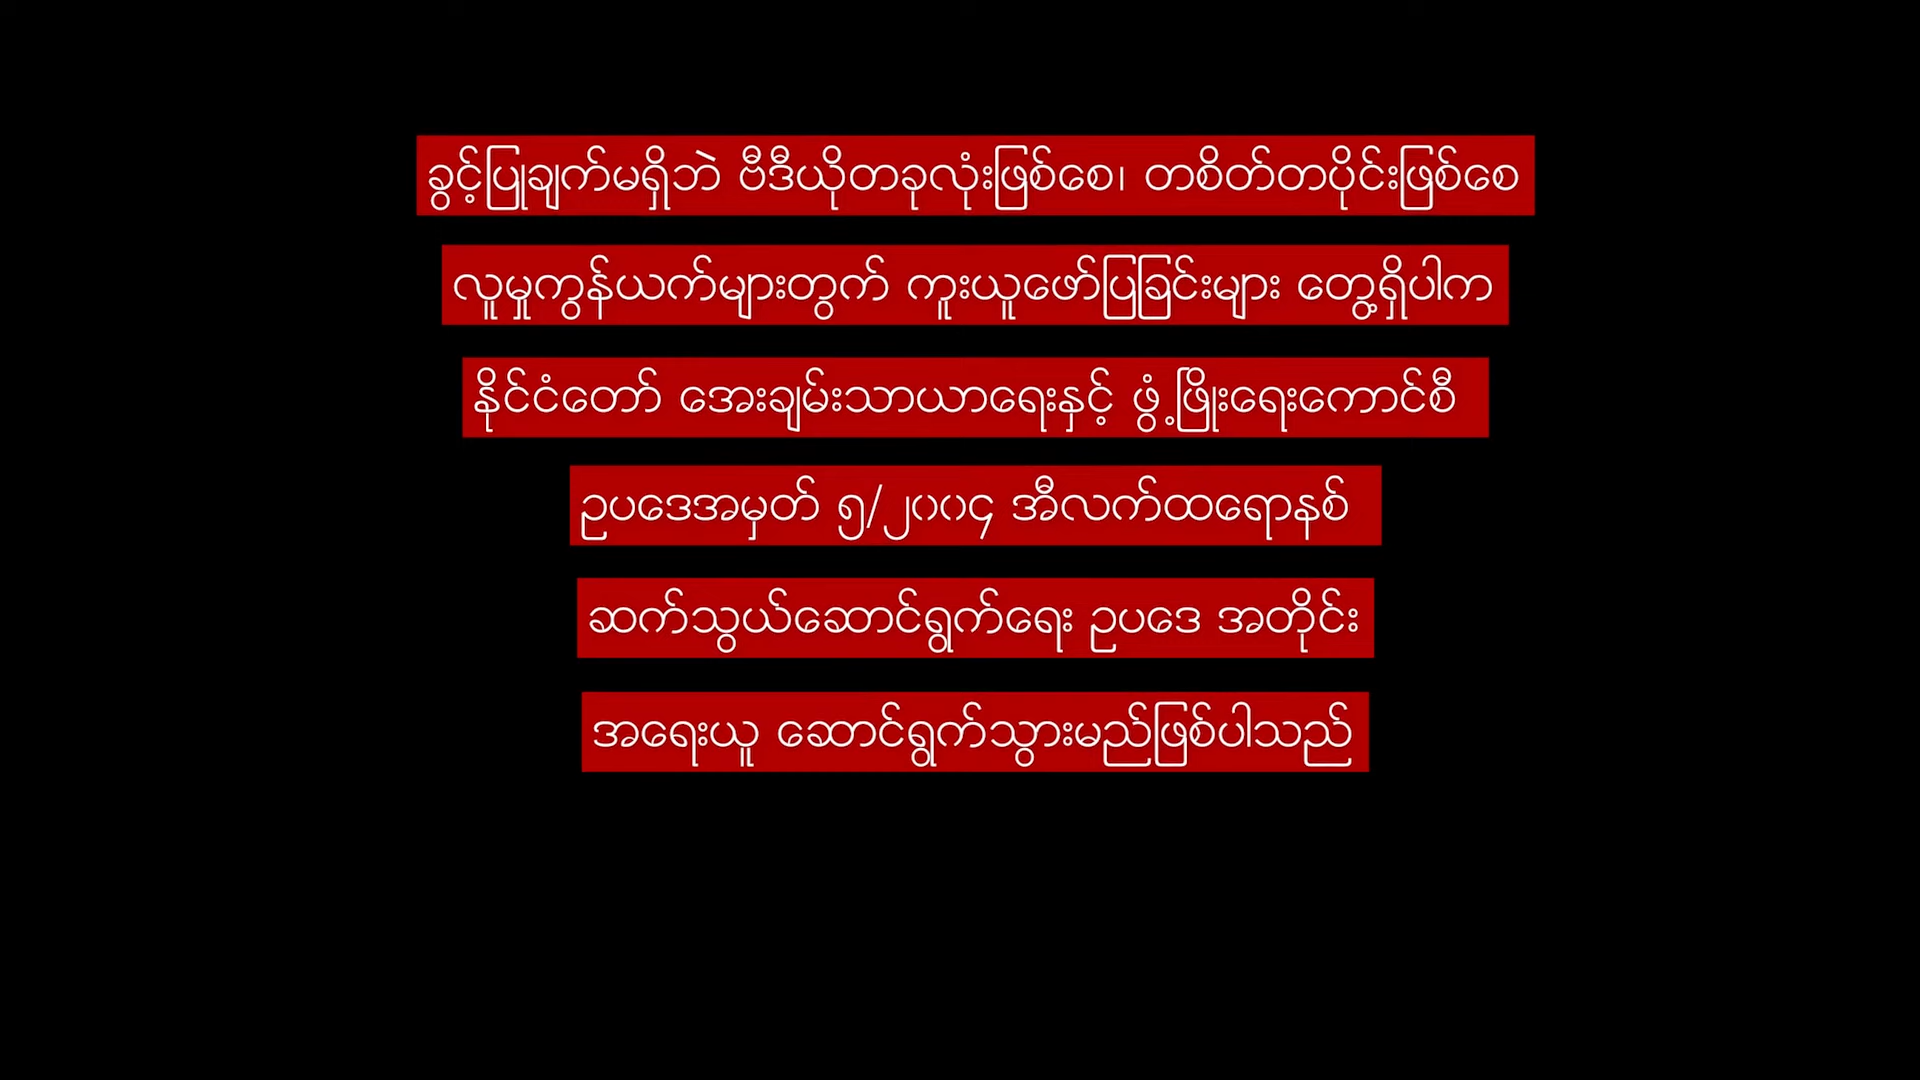 ခွင့်ပြုချက်မရှိဘဲ ဗီဒီယိုတခုလုံးဖြစ်စေ၊ တစိတ်တပိုင်းဖြစ်စေ
လူမှုကွန်ယက်များတွက် ကူးယူဖော်ပြခြင်းများ တွေ့ရှိပါက
နိုင်ငံတော် အေးချမ်းသာယာရေးနှင့် ဖွံ့ဖြိုးရေးကောင်စီ
ဥပဒေအမှတ် ၅/၂၀၀၄ အီလက်ထရောနစ်
ဆက်သွယ်ဆောင်ရွက်ရေး ဥပဒေ အတိုင်း
အရေးယူ ဆောင်ရွက်သွားမည်ဖြစ်ပါသည်